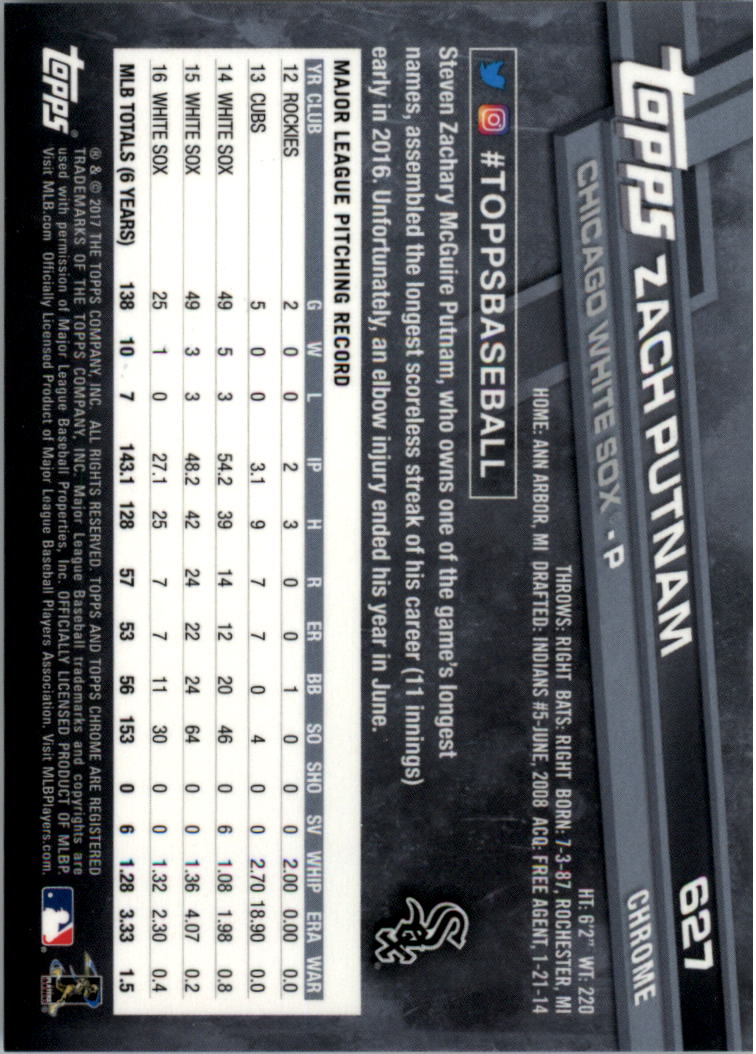 topps ZACH PUTNAM 627
CHICAGO WHITE SOX - P CHROME
HT: 6'2" WT: 220
THROWS: RIGHT BATS: RIGHT BORN: 7-3-87, ROCHESTER, MI
HOME: ANN ARBOR, MI DRAFTED: INDIANS #5-JUNE, 2008 ACQ: FREE AGENT, 1-21-14
#TOPPSBASEBALL
Steven Zachary McGuire Putnam, who owns one of the game's longest
names, assembled the longest scoreless streak of his career (11 innings)
early in 2016. Unfortunately, an elbow injury ended his year in June.
Sox
MAJOR LEAGUE PITCHING RECORD
YR CLUB G W L IP H R ER BB SO SHO SV WHIP ERA WAR
12 ROCKIES 2 0 0 2 3 0 0 1 0 0 0 2.00 0.00 0.0
13 CUBS 5 0 0 3.1 9 7 7 0 4 0 0 2.70 18.90 0.0
14 WHITE SOX 49 5 3 54.2 39 14 12 20 46 0 6 1.08 1.98 0.8
15 WHITE SOX 49 3 3 48.2 42 24 22 24 64 0 0 1.36 4.07 0.2
16 WHITE SOX 25 1 0 27.1 25 7 7 11 30 0 0 1.32 2.30 0.4
MLB TOTALS (6 YEARS) 138 10 7 143.1 128 57 53 56 153 0 6 1.28 3.33 1.5
topps®
® & © 2017 THE TOPPS COMPANY, INC. ALL RIGHTS RESERVED. TOPPS AND TOPPS CHROME ARE REGISTERED
TRADEMARKS OF THE TOPPS COMPANY, INC. Major League Baseball trademarks and copyrights are
used with permission of Major League Baseball Properties, Inc. OFFICIALLY LICENSED PRODUCT OF MLBP.
Visit MLB.com Officially Licensed Product of Major League Baseball Players Association. Visit MLBPlayers.com.